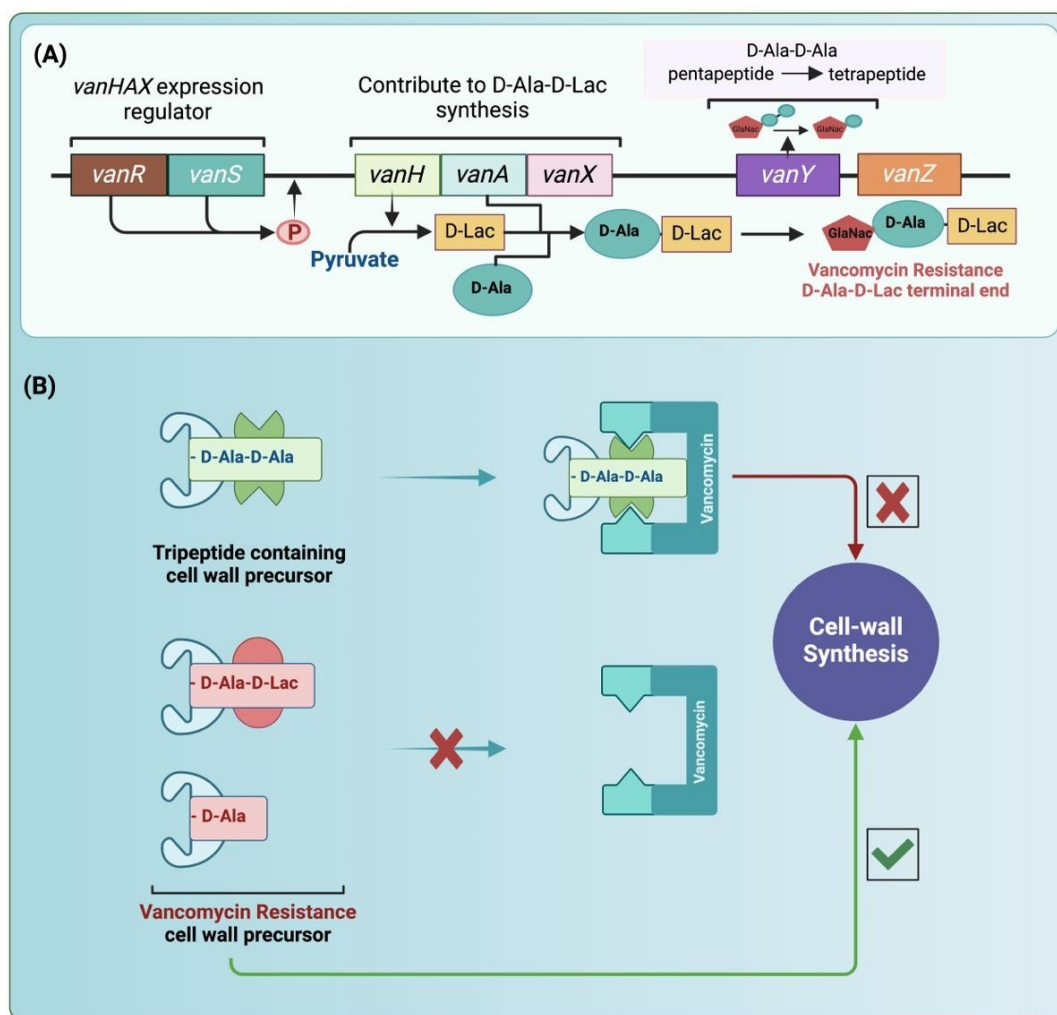 (A)
vanHAX expression
regulator
Contribute to D-Ala-D-Lac
synthesis
D-Ala-D-Ala
pentapeptide
tetrapeptide
GlaNac
GlaNac
vanR
vanS
vanH
vanA
vanX
vanY
vanZ
P
Pyruvate
D-Lac
D-Ala
D-Ala
D-Lac
GlaNac
D-Ala
D-Lac
Vancomycin Resistance
D-Ala-D-Lac terminal end
(B)
- D-Ala-D-Ala
Tripeptide containing
cell wall precursor
- D-Ala-D-Ala
Vancomycin
Cell-wall
Synthesis
- D-Ala-D-Lac
- D-Ala
Vancomycin
Vancomycin Resistance
cell wall precursor